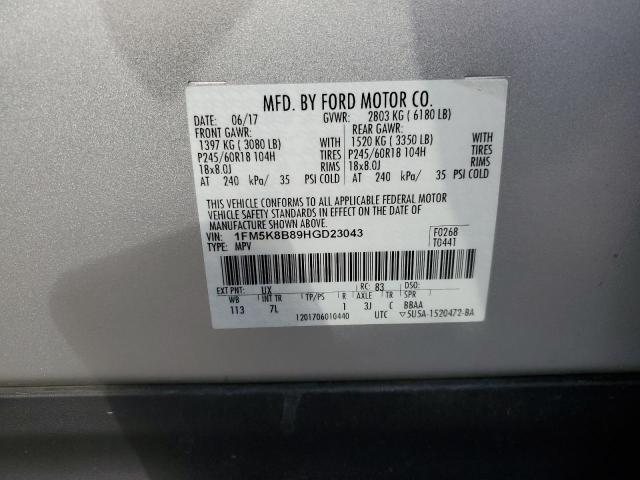 MFD. BY FORD MOTOR CO.
DATE: 06/17 GVWR: 2803 KG ( 6180 LB)
FRONT GAWR: REAR GAWR:
1397 KG ( 3080 LB) WITH 1520 KG ( 3350 LB) WITH
P245/60R18 104H TIRES P245/60R18 104H TIRES
18x8.0J RIMS 18x8.0J RIMS
AT 240 kPa/ 35 PSI COLD AT 240 kPa/ 35 PSI COLD
THIS VEHICLE CONFORMS TO ALL APPLICABLE FEDERAL MOTOR
VEHICLE SAFETY STANDARDS IN EFFECT ON THE DATE OF
MANUFACTURE SHOWN ABOVE.
VIN: 1FM5K8B89HGD23043 F0268
TYPE: MPV T0441
EXT PNT: UX RC: 83 DSO:
WB INT TR TP/PS R AXLE TR SPR
113 7L 1 3J C BBAA
1201706010440 UTC ▽5U5A-1520472-BA